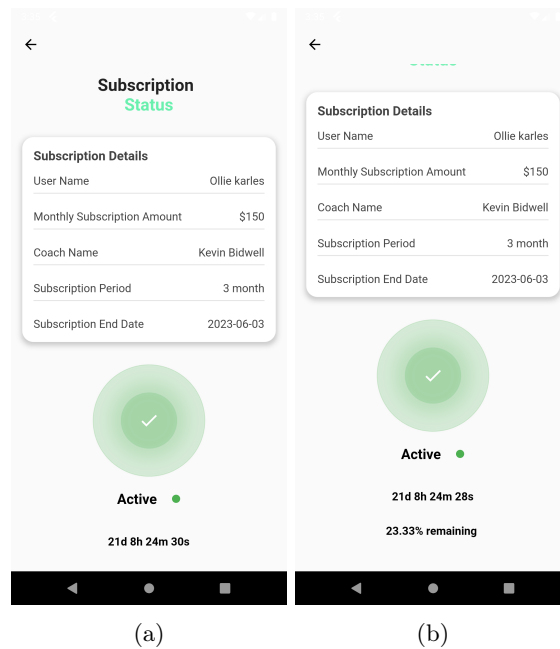 Subscription
Status
Subscription Details
User Name Ollie karles
Monthly Subscription Amount $150
Coach Name Kevin Bidwell
Subscription Period 3 month
Subscription End Date 2023-06-03
Active
21d 8h 24m 30s
(a)
Subscription Details
User Name Ollie karles
Monthly Subscription Amount $150
Coach Name Kevin Bidwell
Subscription Period 3 month
Subscription End Date 2023-06-03
Active
21d 8h 24m 28s
23.33% remaining
(b)